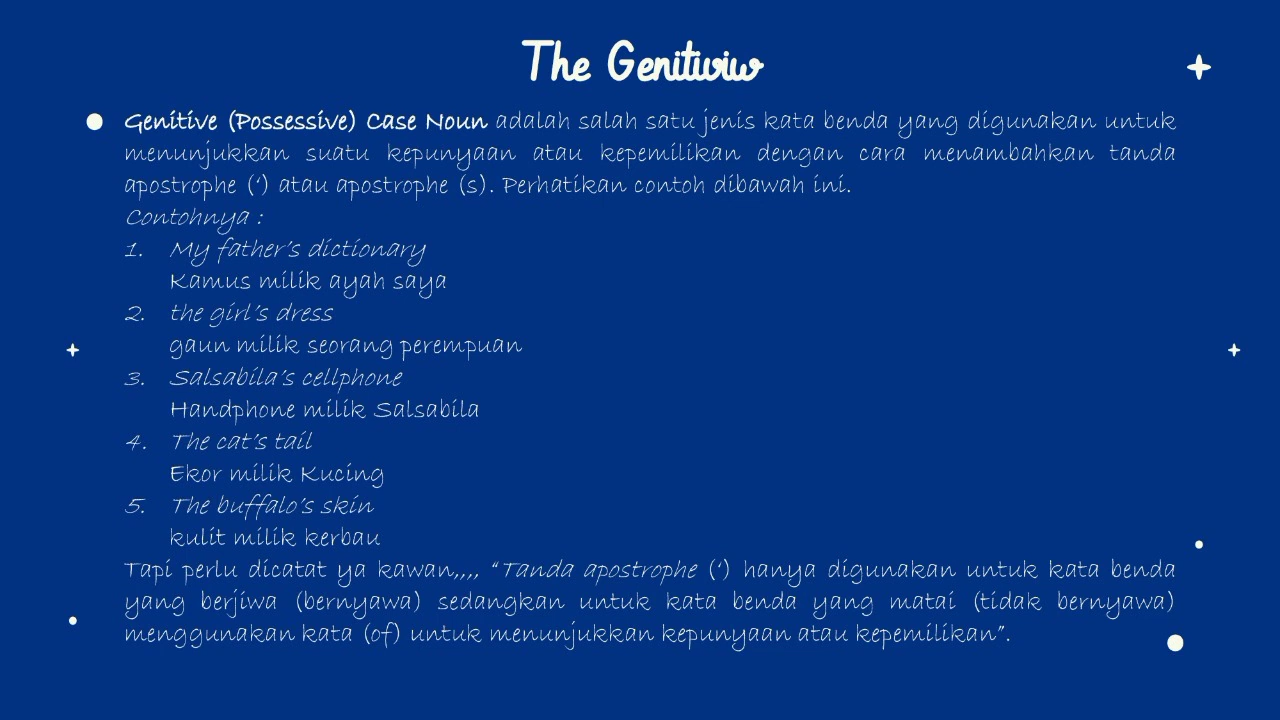 The Genitiviw
Genitive (Possessive) Case Noun adalah salah satu jenis kata benda yang digunakan untuk
menunjukkan suatu kepunyaan atau kepemilikan dengan cara menambahkan tanda
apostrophe (‘) atau apostrophe (s). Perhatikan contoh dibawah ini.
Contohnya :
1. My father’s dictionary
Kamus milik ayah saya
2. the girl’s dress
gaun milik seorang perempuan
3. Salsabila’s cellphone
Handphone milik Salsabila
4. The cat’s tail
Ekor milik Kucing
5. The buffalo’s skin
kulit milik kerbau
Tapi perlu dicatat ya kawan,,,, “Tanda apostrophe (‘) hanya digunakan untuk kata benda
yang berjiwa (bernyawa) sedangkan untuk kata benda yang matai (tidak bernyawa)
menggunakan kata (of) untuk menunjukkan kepunyaan atau kepemilikan”.